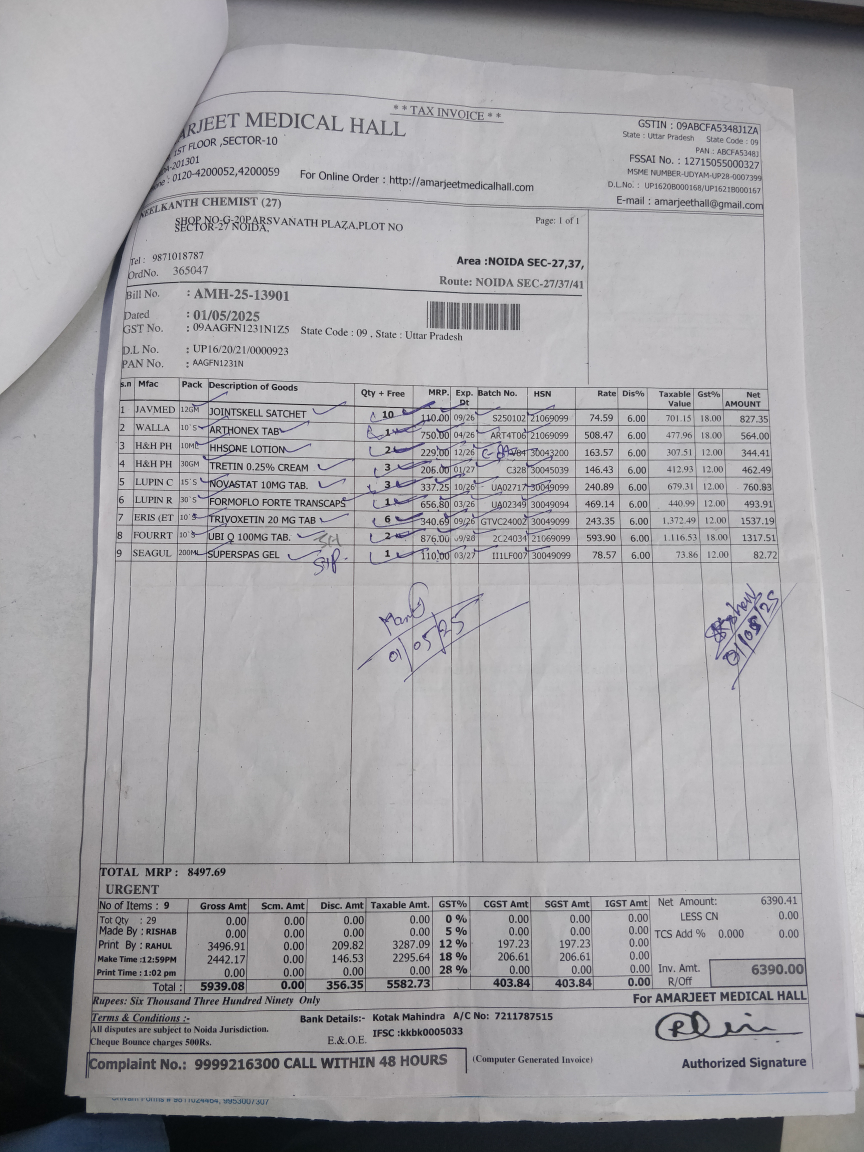 * * TAX INVOICE * *
ARJEET MEDICAL HALL
1ST FLOOR ,SECTOR-10
-201301
: 0120-4200052,4200059
For Online Order : http://amarjeetmedicalhall.com
GSTIN : 09ABCFA5348J1ZA
State : Uttar Pradesh State Code : 09
PAN : ABCFA5348J
FSSAI No. : 12715055000327
MSME NUMBER-UDYAM-UP28-0007399
D.L.No. : UP1620B000168/UP1621B000167
E-mail : amarjeethall@gmail.com
EELKANTH CHEMIST (27)
SHOP NO-G-20PARSVANATH PLAZA,PLOT NO
SECTOR-27 NOIDA,
Page: 1 of 1
Tel : 9871018787
OrdNo. 365047
Area :NOIDA SEC-27,37,
Route: NOIDA SEC-27/37/41
Bill No. : AMH-25-13901
Dated : 01/05/2025
GST No. : 09AAGFN1231N1Z5 State Code : 09 , State : Uttar Pradesh
D.L No. : UP16/20/21/0000923
PAN No. : AAGFN1231N
s.n Mfac Pack Description of Goods Qty + Free MRP. Exp. Dt Batch No. HSN Rate Dis% Taxable Value Gst% Net AMOUNT
1 JAVMED 12GM JOINTSKELL SATCHET 10 110.00 09/26 S250102 21069099 74.59 6.00 701.15 18.00 827.35
2 WALLA 10`S ARTHONEX TAB 1 750.00 04/26 ART4T06 21069099 508.47 6.00 477.96 18.00 564.00
3 H&H PH 10ML HHSONE LOTION 2 229.00 12/26 30043200 163.57 6.00 307.51 12.00 344.41
4 H&H PH 30GM TRETIN 0.25% CREAM 3 206.00 01/27 C328 30045039 146.43 6.00 412.93 12.00 462.49
5 LUPIN C 15`S NOVASTAT 10MG TAB. 3 337.25 10/26 UA02717 30049099 240.89 6.00 679.31 12.00 760.83
6 LUPIN R 30`S FORMOFLO FORTE TRANSCAPS 1 656.80 03/26 UA02349 30049094 469.14 6.00 440.99 12.00 493.91
7 ERIS (ET 10`S TRIVOXETIN 20 MG TAB 6 340.69 09/26 GTVC24002 30049099 243.35 6.00 1,372.49 12.00 1537.19
8 FOURRT 10`S UBI Q 100MG TAB. 2 876.00 09/26 2C24034 21069099 593.90 6.00 1,116.53 18.00 1317.51
9 SEAGUL 200ML SUPERSPAS GEL 1 110.00 03/27 I11LF007 30049099 78.57 6.00 73.86 12.00 82.72
01/05/25
01/05/25
TOTAL MRP : 8497.69
URGENT
No of Items : 9 Gross Amt Scm. Amt Disc. Amt Taxable Amt. GST% CGST Amt SGST Amt IGST Amt
Tot Qty : 29 0.00 0.00 0.00 0.00 0 % 0.00 0.00 0.00
Made By : RISHAB 0.00 0.00 0.00 0.00 5 % 0.00 0.00 0.00
Print By : RAHUL 3496.91 0.00 209.82 3287.09 12 % 197.23 197.23 0.00
Make Time :12:59PM 2442.17 0.00 146.53 2295.64 18 % 206.61 206.61 0.00
Print Time : 1:02 pm 0.00 0.00 0.00 0.00 28 % 0.00 0.00 0.00
Total : 5939.08 0.00 356.35 5582.73 403.84 403.84 0.00
Net Amount: 6390.41
LESS CN 0.00
TCS Add % 0.000 0.00
Inv. Amt. R/Off 6390.00
Rupees: Six Thousand Three Hundred Ninety Only
For AMARJEET MEDICAL HALL
Terms & Conditions :-
All disputes are subject to Noida Jurisdiction.
Cheque Bounce charges 500Rs.
E.& O.E.
Bank Details:- Kotak Mahindra A/C No: 7211787515
IFSC :kkbk0005033
Complaint No.: 9999216300 CALL WITHIN 48 HOURS
(Computer Generated Invoice)
Authorized Signature